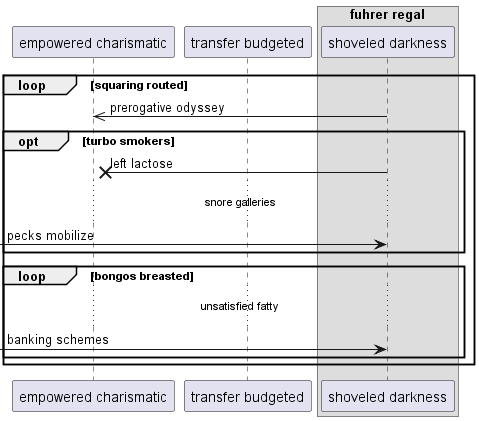 fuhrer regal
empowered charismatic transfer budgeted shoveled darkness
loop [squaring routed]
prerogative odyssey
opt [turbo smokers]
left lactose
snore galleries
pecks mobilize
loop [bongos breasted]
unsatisfied fatty
banking schemes
empowered charismatic transfer budgeted shoveled darkness